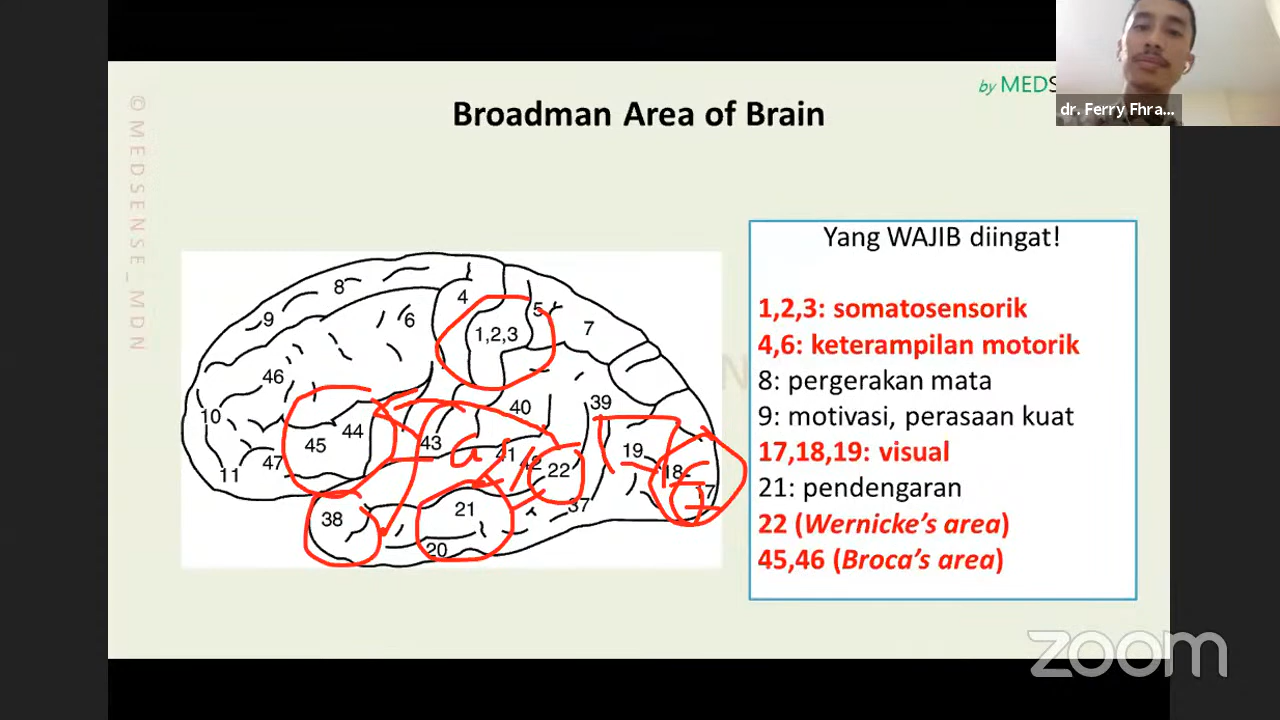 by MEDS
dr. Ferry Fhra...
©MEDSENSE_MDN
Broadman Area of Brain
Yang WAJIB diingat!
1,2,3: somatosensorik
4,6: keterampilan motorik
8: pergerakan mata
9: motivasi, perasaan kuat
17,18,19: visual
21: pendengaran
22 (Wernicke's area)
45,46 (Broca's area)
8
4
5
9
6
1,2,3
7
46
10
40
39
44
45
43
41
19
47
42
22
18
11
17
38
21
37
20
zoom